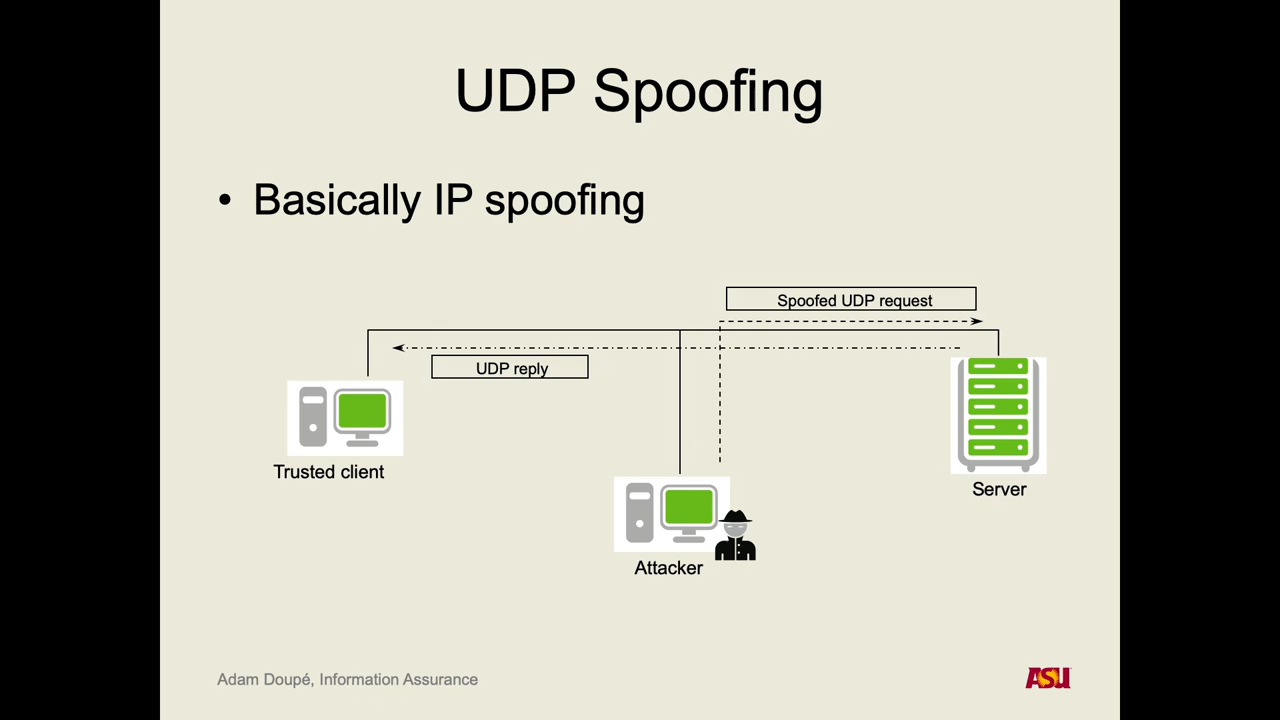 UDP Spoofing
• Basically IP spoofing
Spoofed UDP request
UDP reply
Trusted client
Server
Attacker
Adam Doupé, Information Assurance
ASU